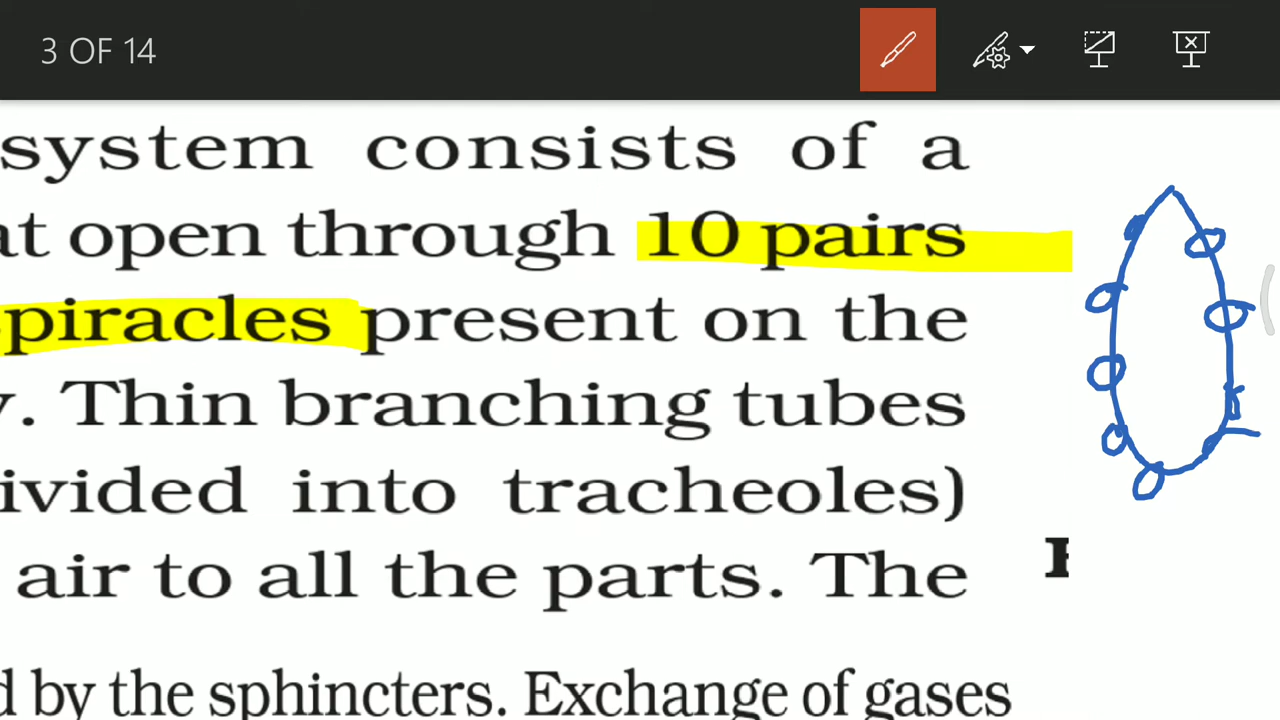 3 OF 14
system consists of a
at open through 10 pairs
spiracles present on the
y. Thin branching tubes
ivided into tracheoles)
air to all the parts. The
d by the sphincters. Exchange of gases